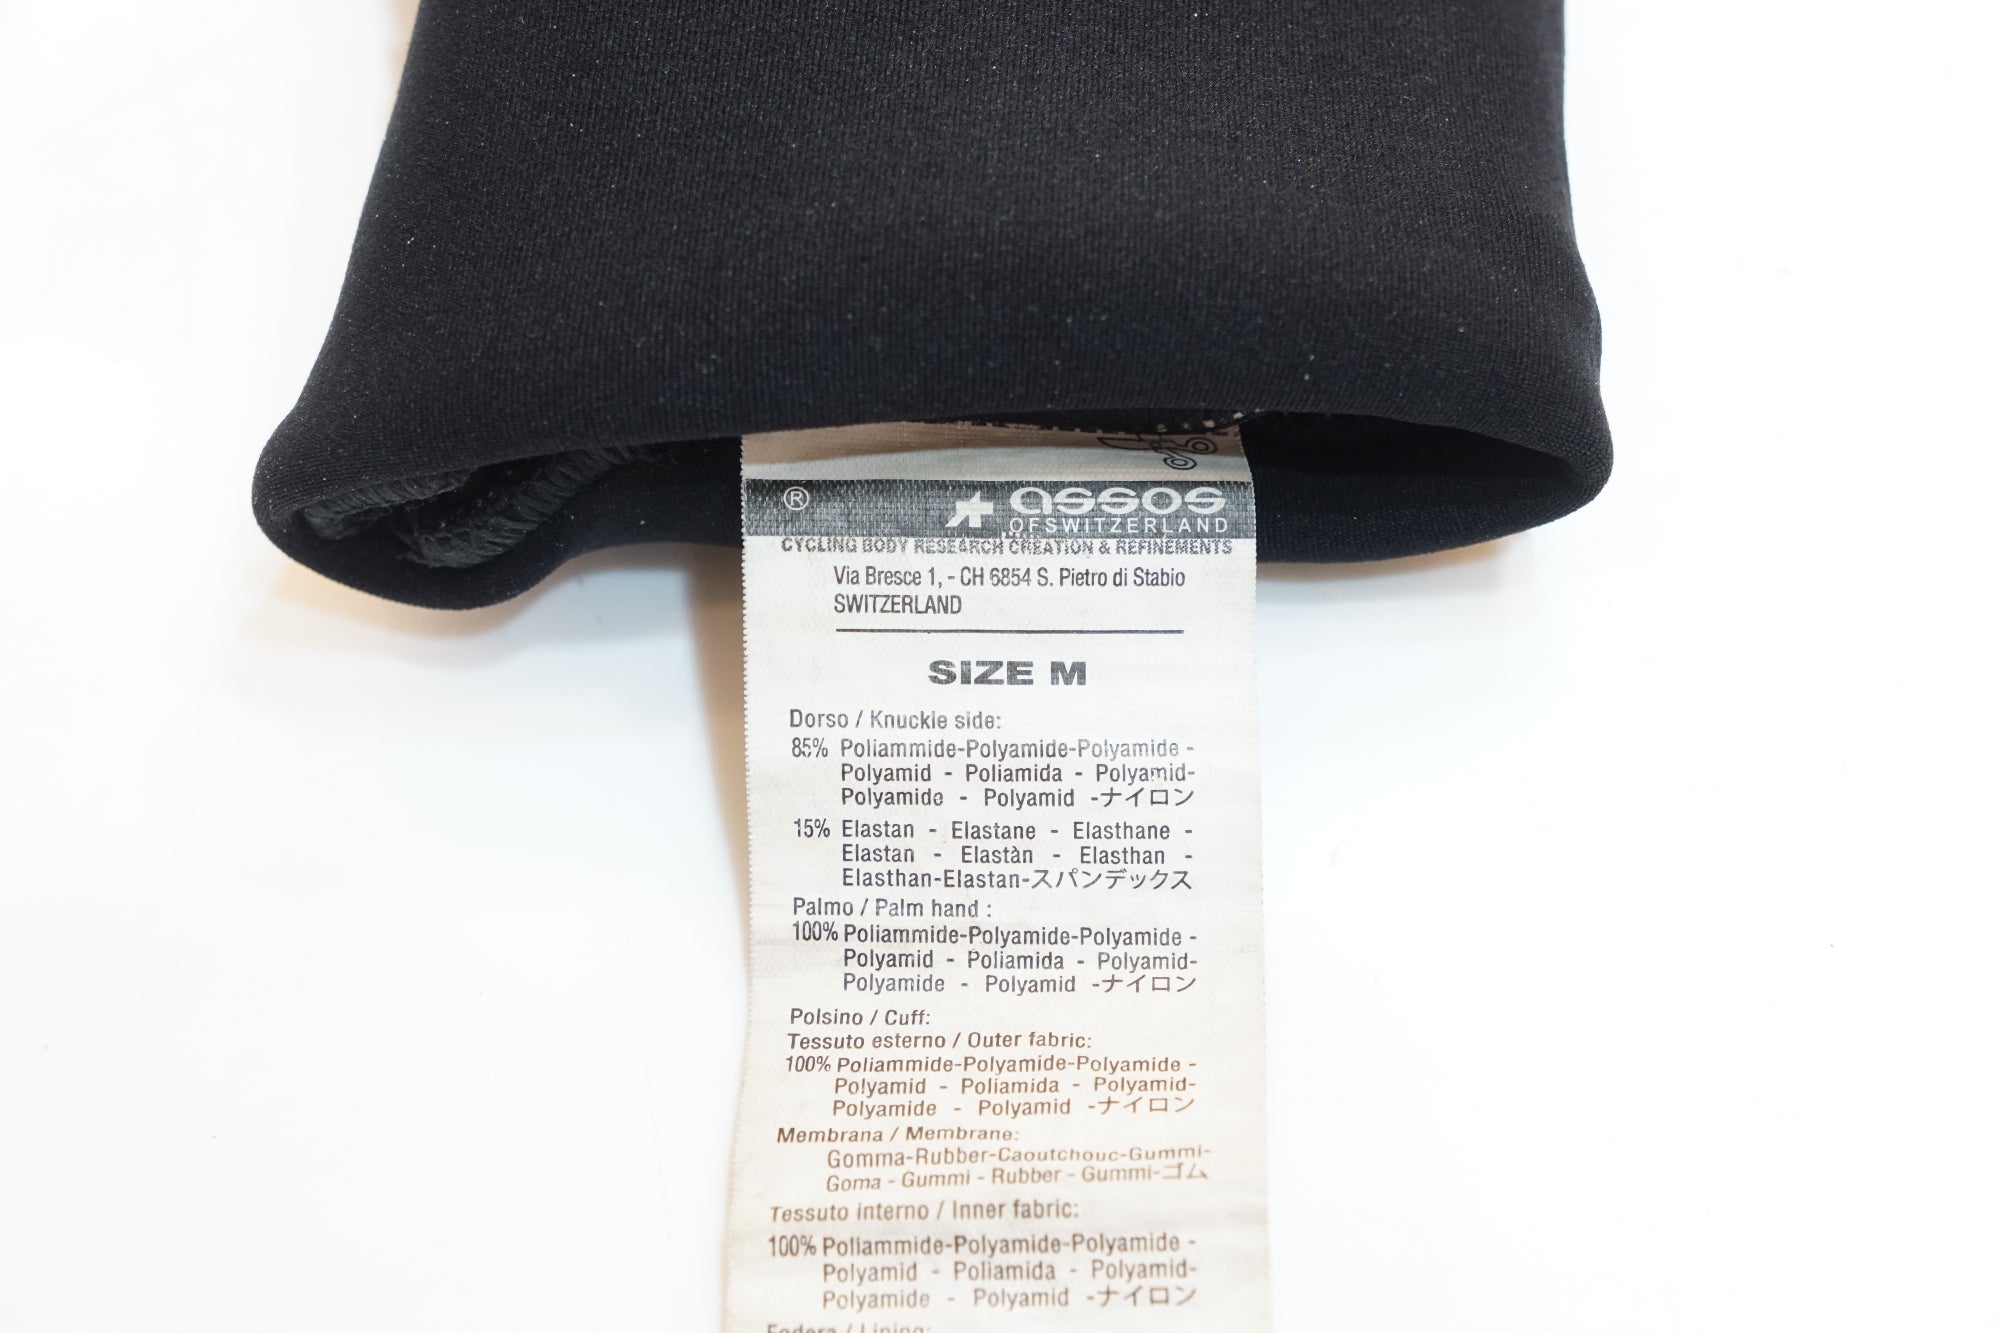 ® assos
OFSWITZERLAND
CYCLING BODY RESEARCH CREATION & REFINEMENTS
Via Bresce 1, - CH 6854 S. Pietro di Stabio
SWITZERLAND
SIZE M
Dorso / Knuckle side:
85% Poliammide-Polyamide-Polyamide -
Polyamid - Poliamida - Polyamid-
Polyamide - Polyamid -ナイロン
15% Elastan - Elastane - Elasthane -
Elastan - Elastàn - Elasthan -
Elasthan-Elastan-スパンデックス
Palmo / Palm hand :
100% Poliammide-Polyamide-Polyamide -
Polyamid - Poliamida - Polyamid-
Polyamide - Polyamid -ナイロン
Polsino / Cuff:
Tessuto esterno / Outer fabric:
100% Poliammide-Polyamide-Polyamide -
Polyamid - Poliamida - Polyamid-
Polyamide - Polyamid -ナイロン
Membrana / Membrane:
Gomma-Rubber-Caoutchouc-Gummi-
Goma - Gummi - Rubber - Gummi-ゴム
Tessuto interno / Inner fabric:
100% Poliammide-Polyamide-Polyamide -
Polyamid - Poliamida - Polyamid-
Polyamide - Polyamid -ナイロン
Fodera / Lining: